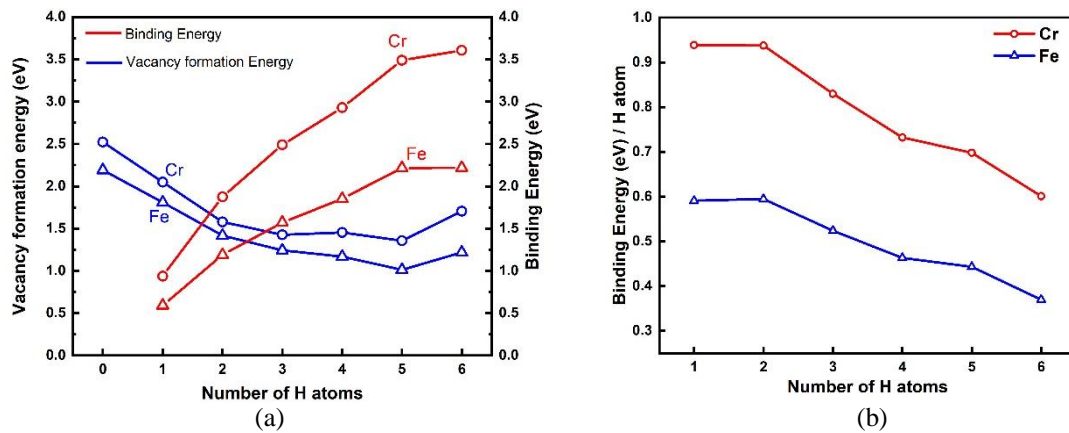 4.0
3.5
3.0
2.5
2.0
1.5
1.0
0.5
0.0
Vacancy formation energy (eV)
Binding Energy
Vacancy formation Energy
Cr
Fe
Cr
Fe
4.0
3.5
3.0
2.5
2.0
1.5
1.0
0.5
0.0
Binding Energy (eV)
0 1 2 3 4 5 6
Number of H atoms
(a)
1.0
0.9
0.8
0.7
0.6
0.5
0.4
0.3
Binding Energy (eV) / H atom
Cr
Fe
1 2 3 4 5 6
Number of H atoms
(b)